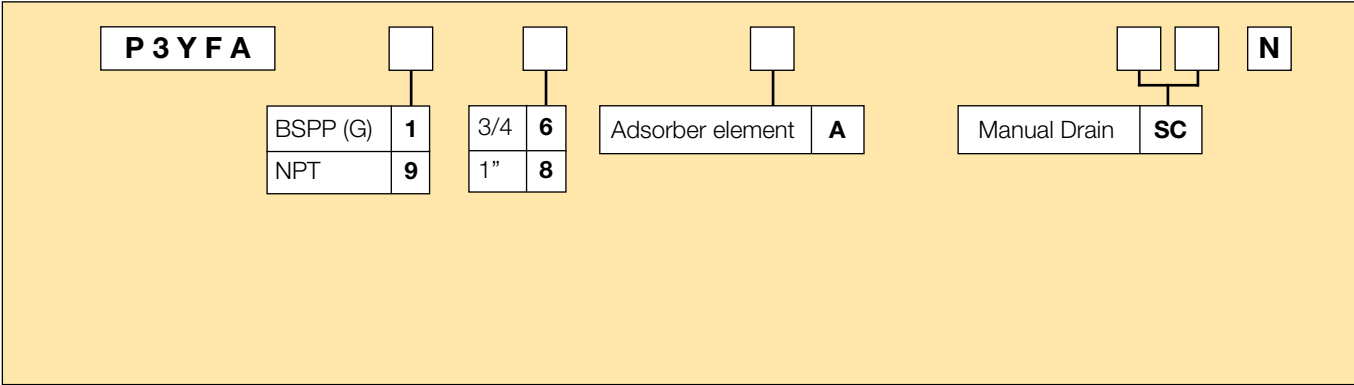 P 3 Y F A N
BSPP (G) 1 3/4 6 Adsorber element A Manual Drain SC
NPT 9 1” 8